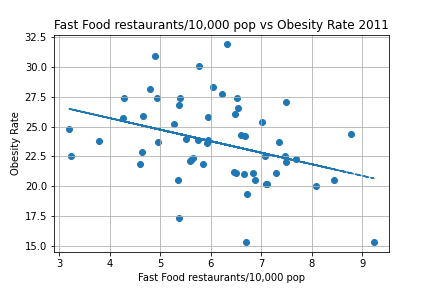 Fast Food restaurants/10,000 pop vs Obesity Rate 2011
32.5
30.0
27.5
25.0
22.5
20.0
17.5
15.0
Obesity Rate
3 4 5 6 7 8 9
Fast Food restaurants/10,000 pop